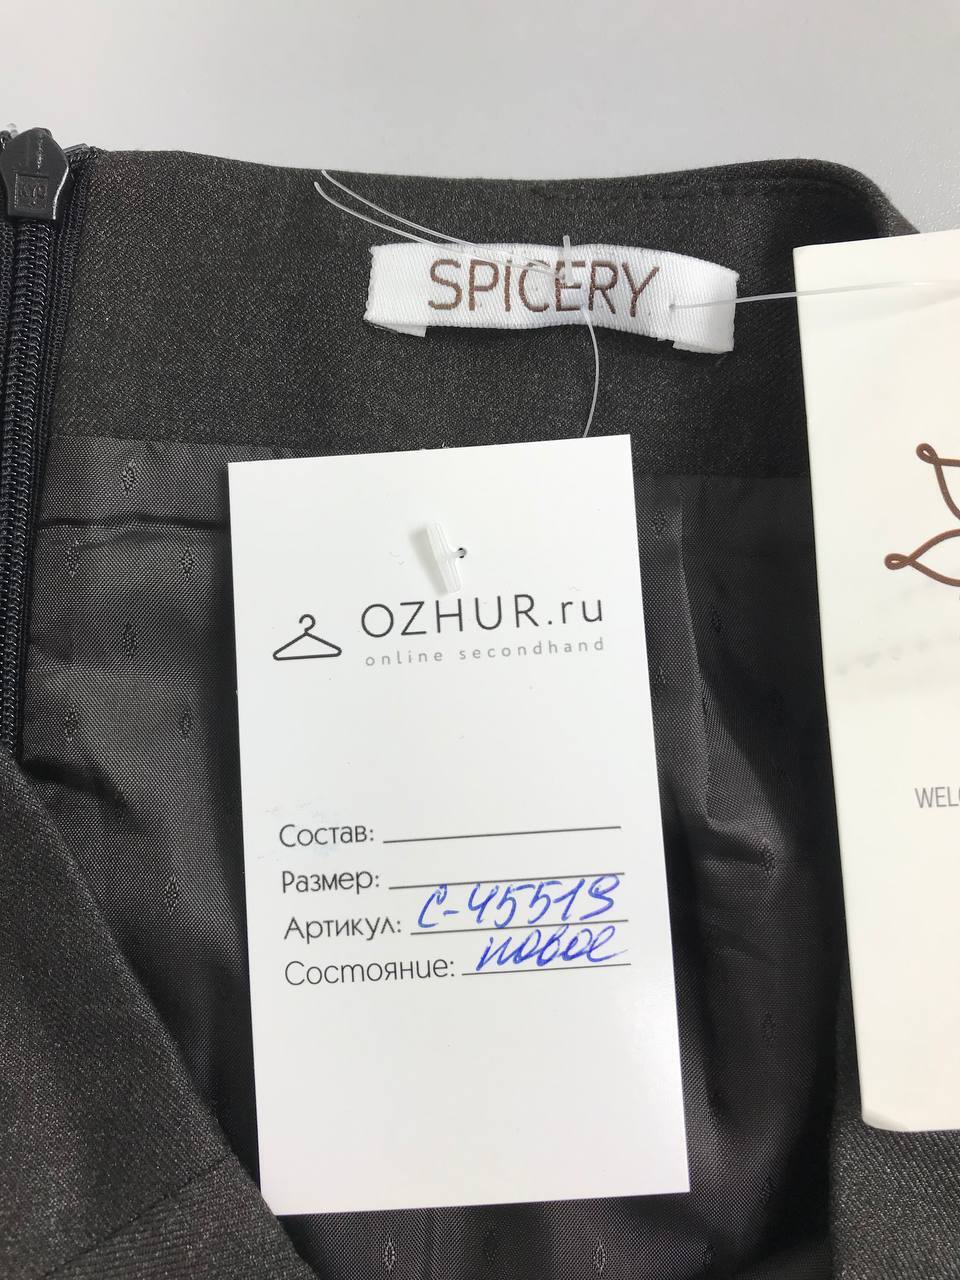 SPICERY
OZHUR.ru
online secondhand
Состав:
Размер:
Артикул: С-45519
Состояние: новое
WELC